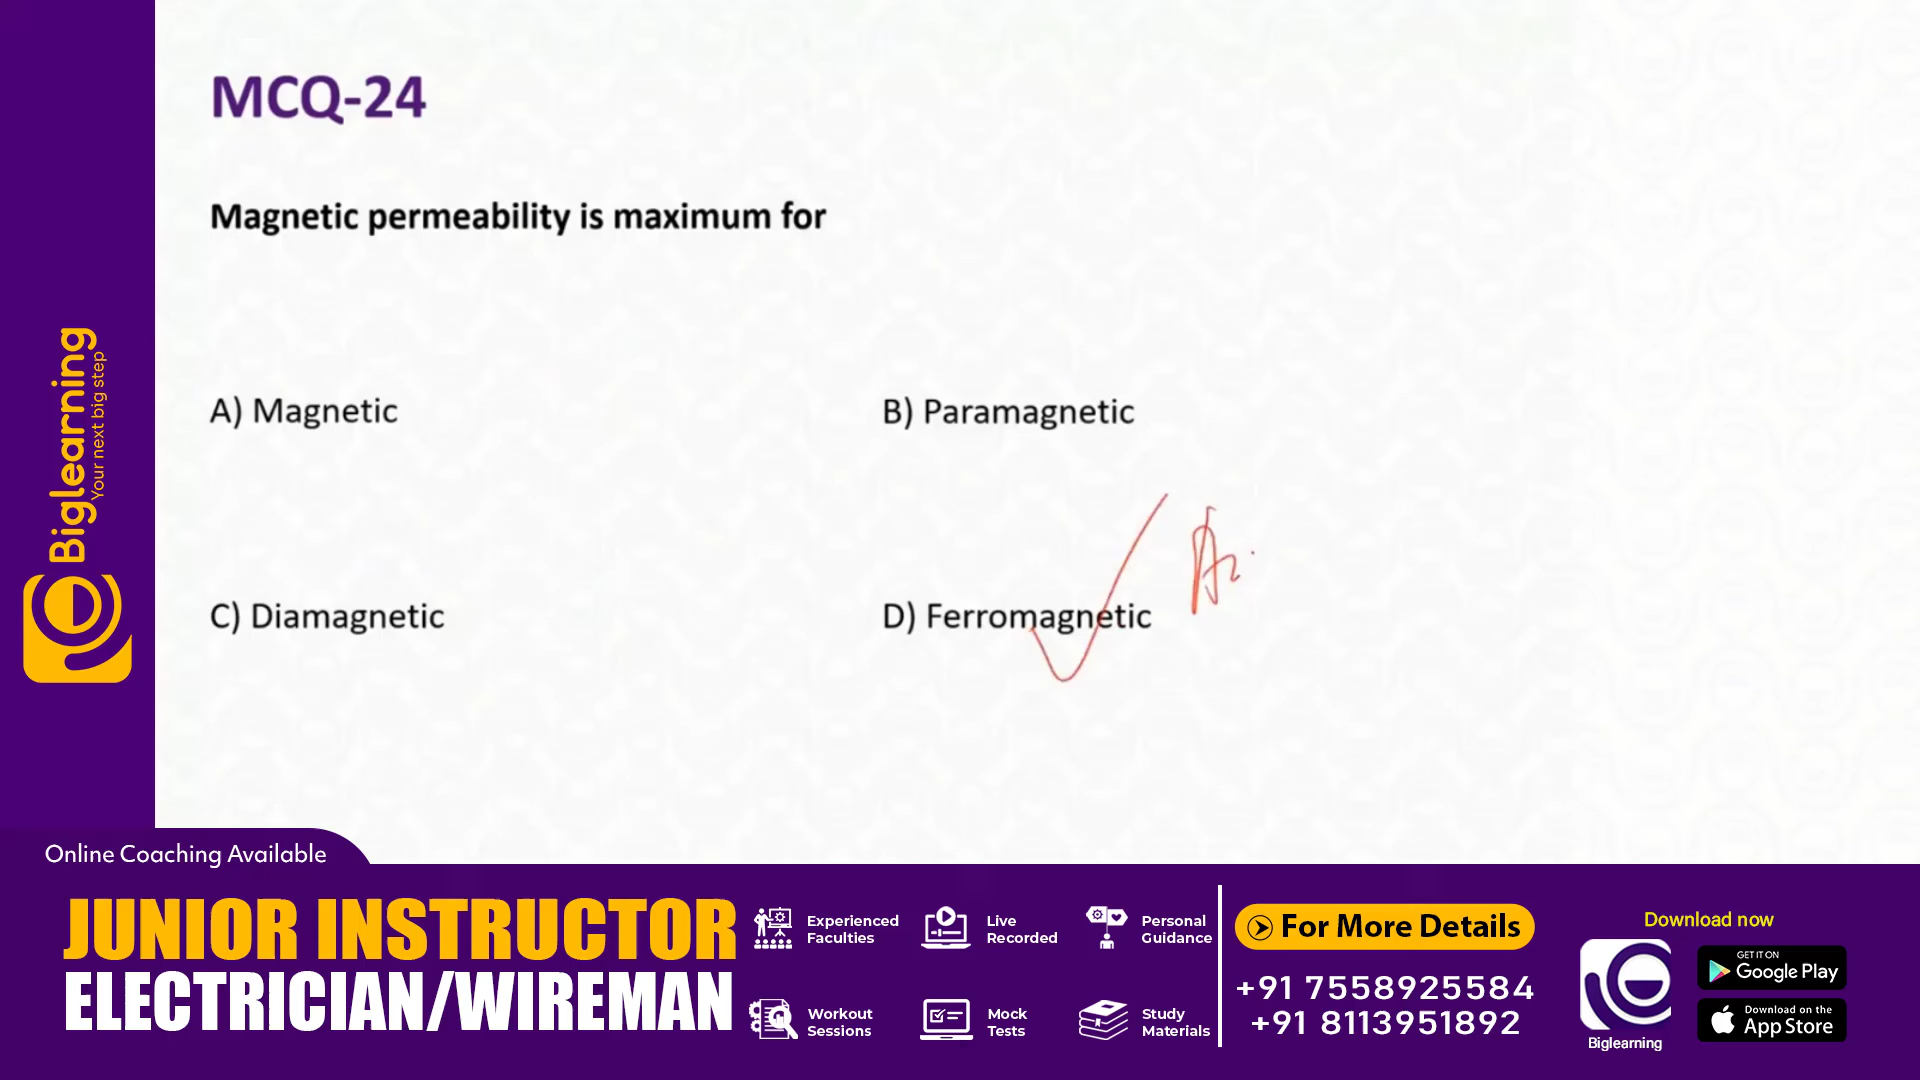 MCQ-24
Magnetic permeability is maximum for
A) Magnetic
B) Paramagnetic
C) Diamagnetic
D) Ferromagnetic
Biglearning
Your next big step
Online Coaching Available
JUNIOR INSTRUCTOR
ELECTRICIAN/WIREMAN
Experienced
Faculties
Live
Recorded
Personal
Guidance
Workout
Sessions
Mock
Tests
Study
Materials
For More Details
+91 7558925584
+91 8113951892
Download now
Biglearning
GET IT ON
Google Play
Download on the
App Store